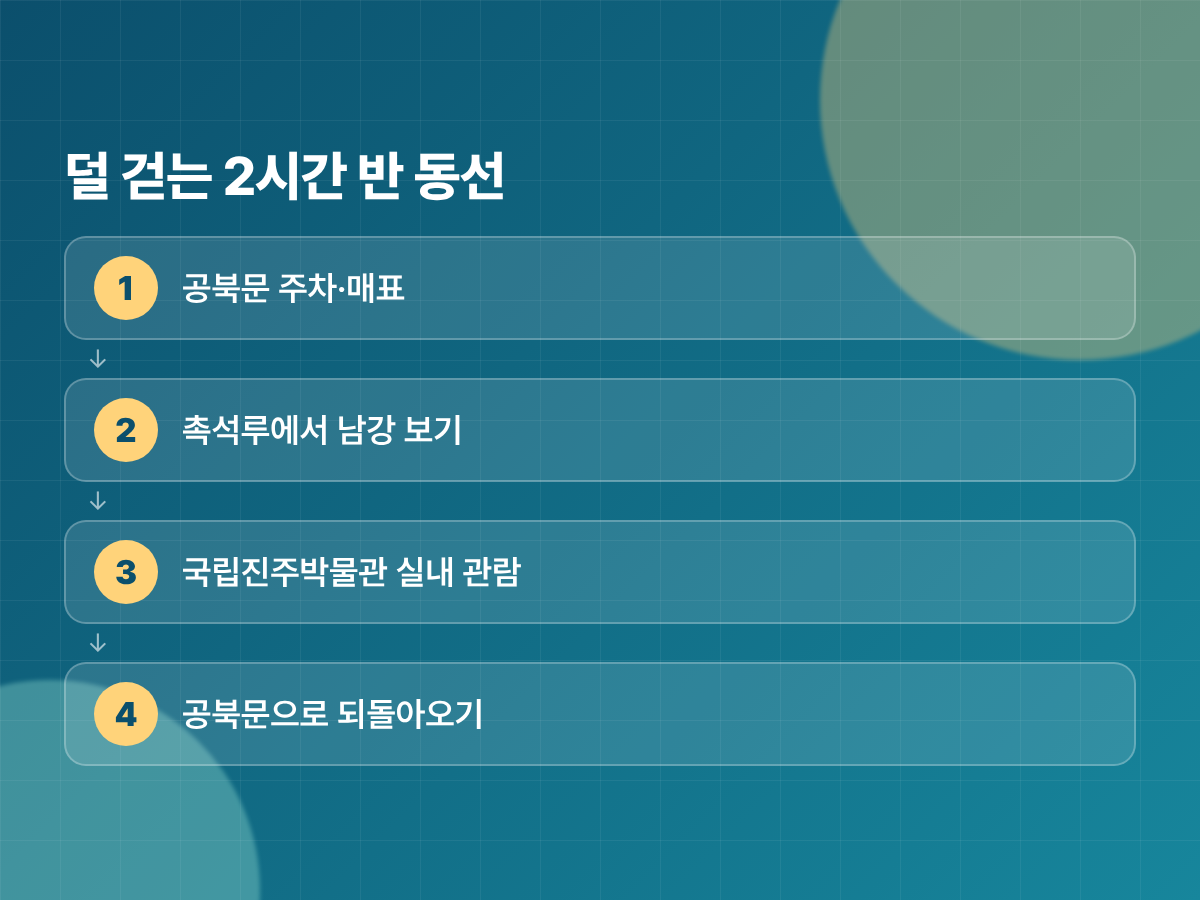 덜 걷는 2시간 반 동선
1 공북문 주차·매표
↓
2 촉석루에서 남강 보기
↓
3 국립진주박물관 실내 관람
↓
4 공북문으로 되돌아오기